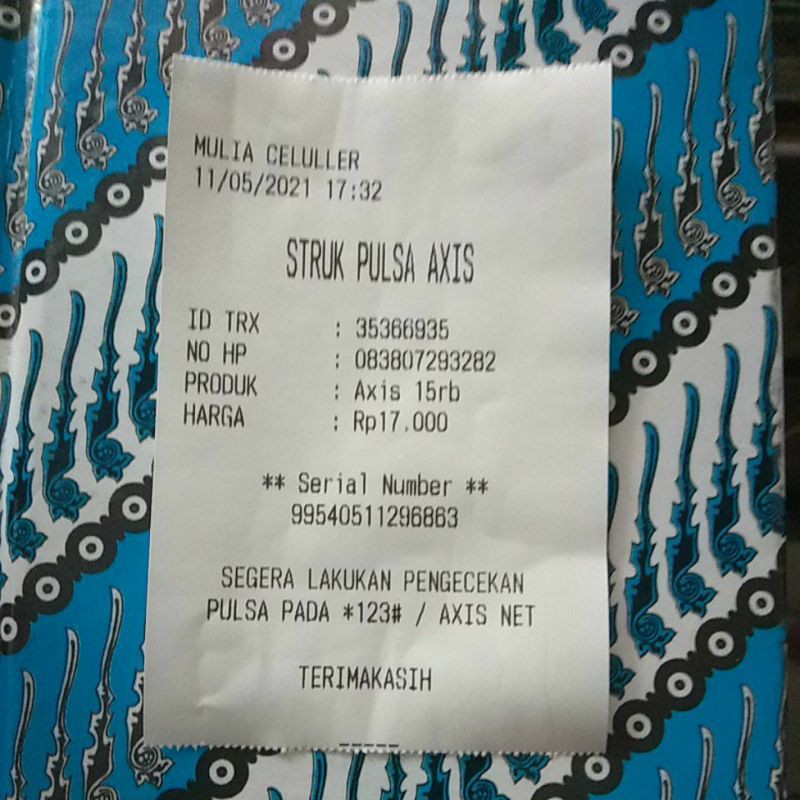 MULIA CELULLER
11/05/2021 17:32
STRUK PULSA AXIS
ID TRX : 35366935
NO HP : 083807293282
PRODUK : Axis 15rb
HARGA : Rp17.000
** Serial Number **
99540511296863
SEGERA LAKUKAN PENGECEKAN
PULSA PADA *123# / AXIS NET
TERIMAKASIH